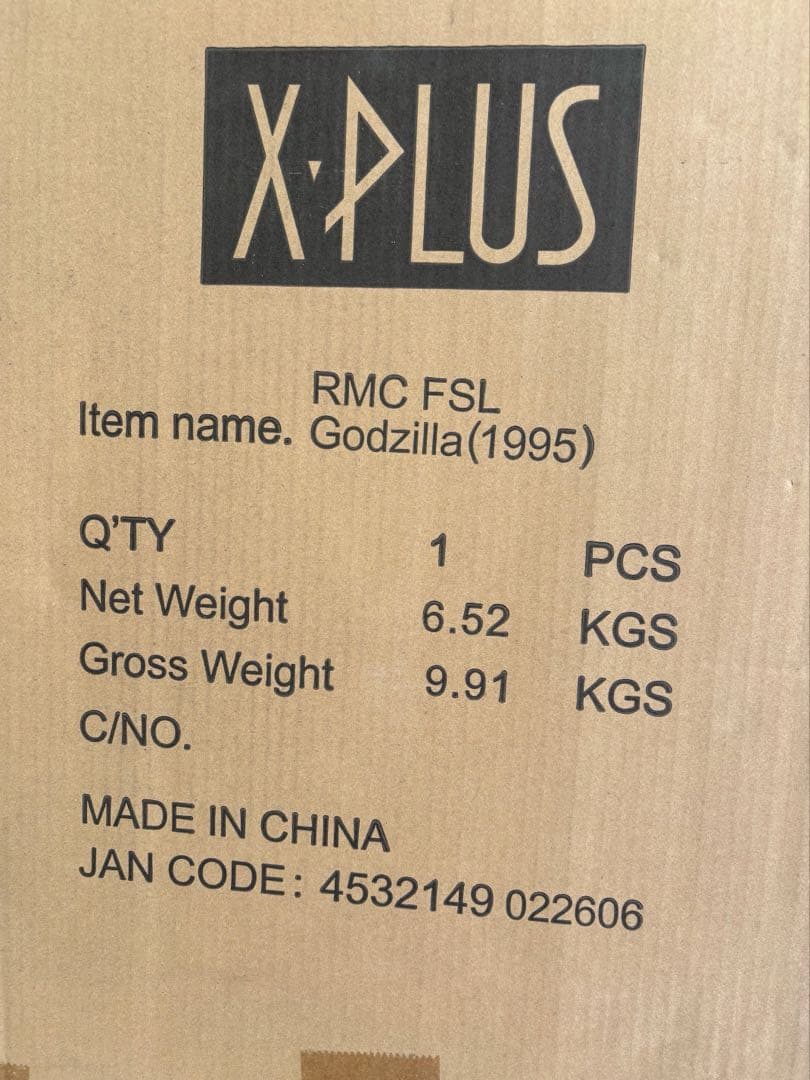 X·PLUS
RMC FSL
Item name. Godzilla(1995)
Q'TY 1 PCS
Net Weight 6.52 KGS
Gross Weight 9.91 KGS
C/NO.
MADE IN CHINA
JAN CODE: 4532149 022606